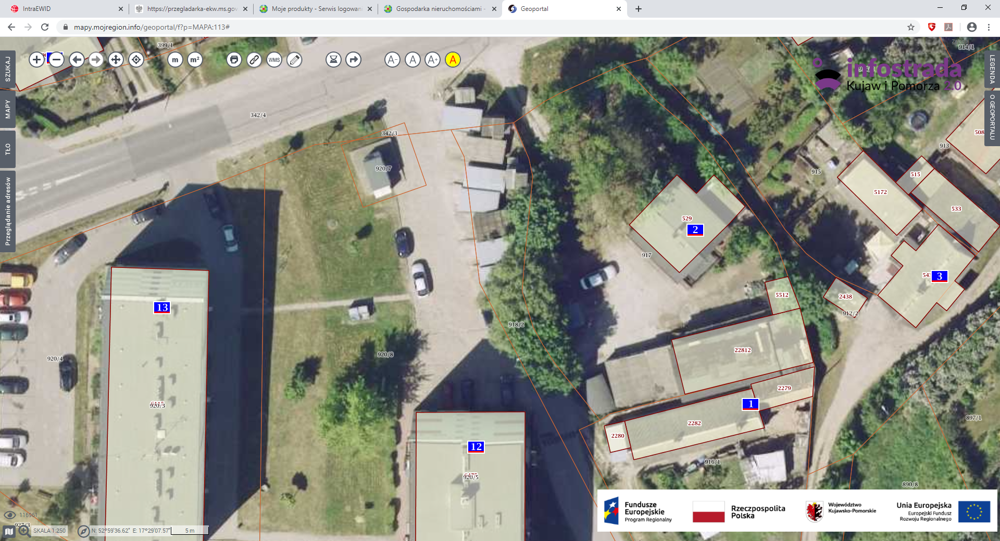 IntraEWID
https://przegladarka-ekw.ms.gov
Moje produkty - Serwis logowani
Gospodarka nieruchomościami -
Geoportal
mapy.mojregion.info/geoportal/f?p=MAPA:113#
SZUKAJ
MAPY
TŁO
Przeglądanie adresów
LEGENDA
O GEOPORTALU
m
m²
WMS
A-
A
A+
A
infostrada
Kujaw i Pomorza 2.0
399/1
914/1
342/4
342/3
920/7
508
913
915
515
5172
533
529
2
917
3
5512
2438
912/2
13
918/2
920/4
920/8
22812
2279
1
920/3
2282
2280
897/1
12
916/1
920/5
890/8
116961
SKALA 1:250
N: 52°59'36.62" E: 17°29'07.57"
5 m
Fundusze
Europejskie
Program Regionalny
Rzeczpospolita
Polska
Województwo
Kujawsko-Pomorskie
Unia Europejska
Europejski Fundusz
Rozwoju Regionalnego